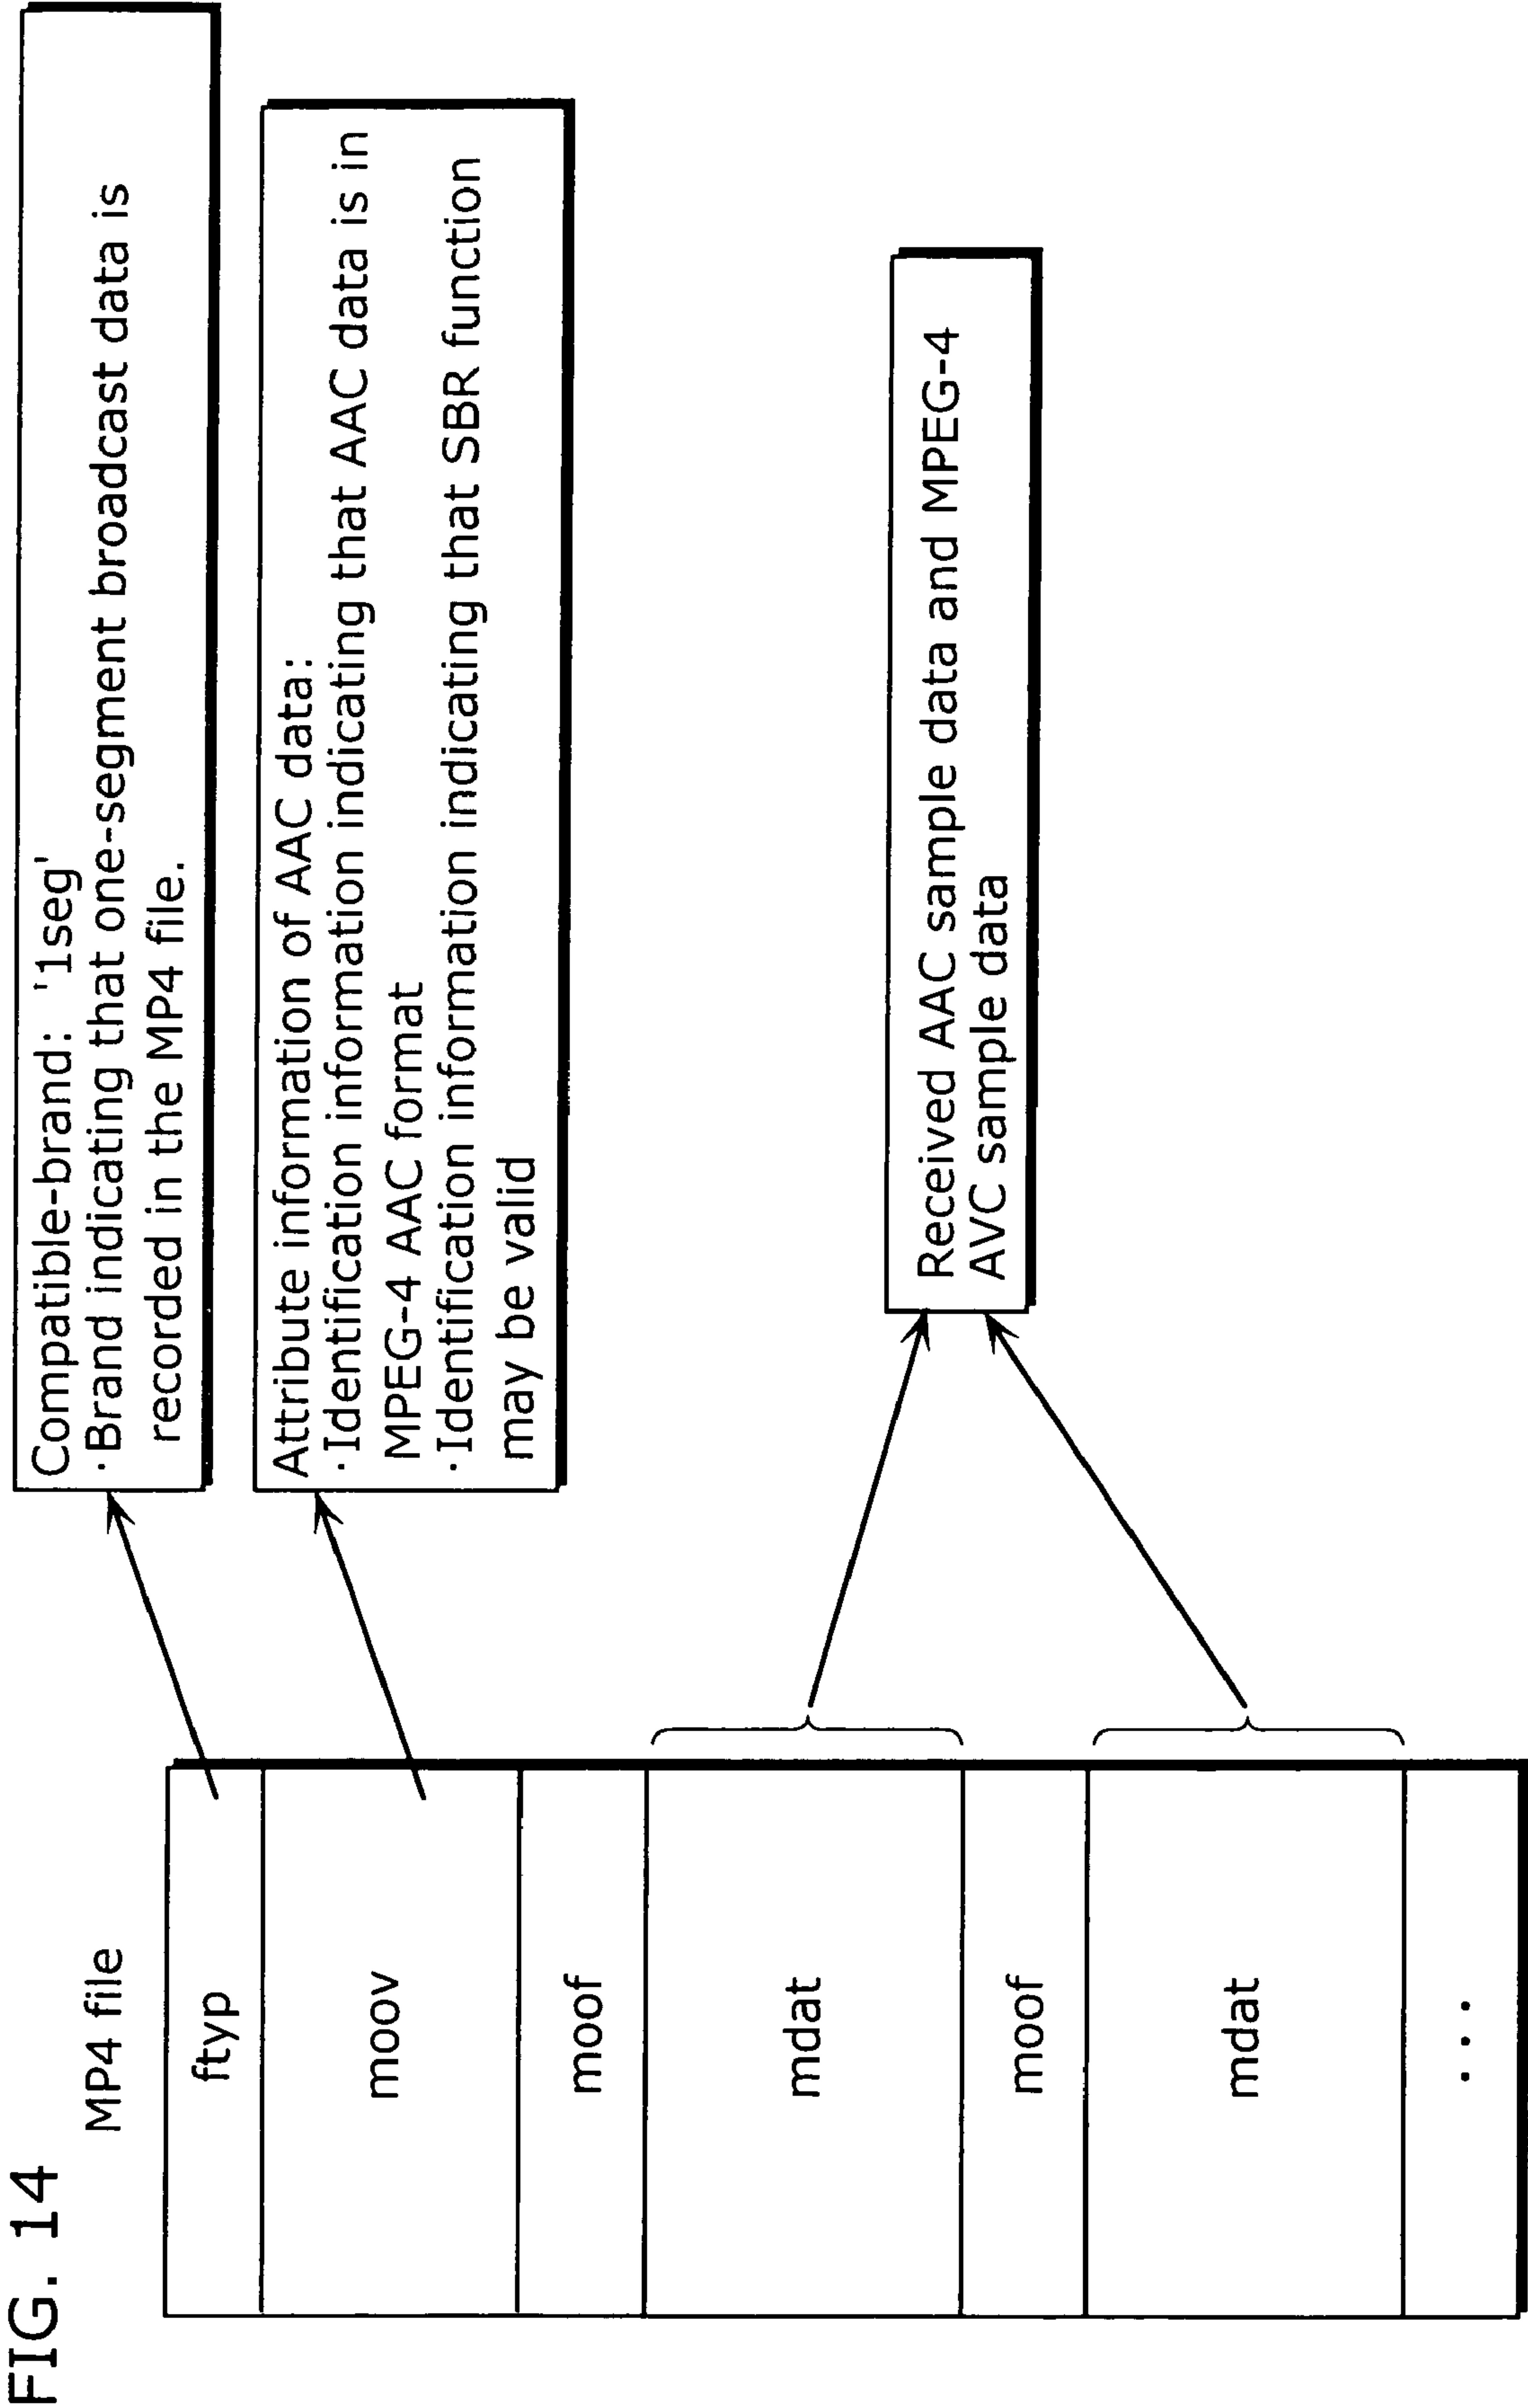 FIG. 14
MP4 file
ftyp
moov
moof
mdat
moof
mdat
...
Compatible-brand: '1seg'
·Brand indicating that one-segment broadcast data is
recorded in the MP4 file.
Attribute information of AAC data:
·Identification information indicating that AAC data is in
MPEG-4 AAC format
·Identification information indicating that SBR function
may be valid
Received AAC sample data and MPEG-4
AVC sample data